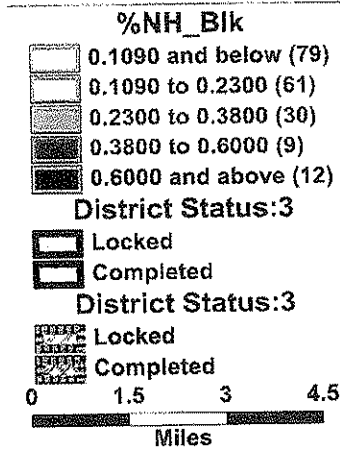 %NH_Blk
0.1090 and below (79)
0.1090 to 0.2300 (61)
0.2300 to 0.3800 (30)
0.3800 to 0.6000 (9)
0.6000 and above (12)
District Status:3
Locked
Completed
District Status:3
Locked
Completed
0 1.5 3 4.5
Miles